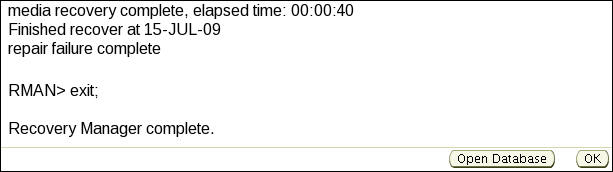 media recovery complete, elapsed time: 00:00:40
Finished recover at 15-JUL-09
repair failure complete
RMAN> exit;
Recovery Manager complete.
Open Database
OK